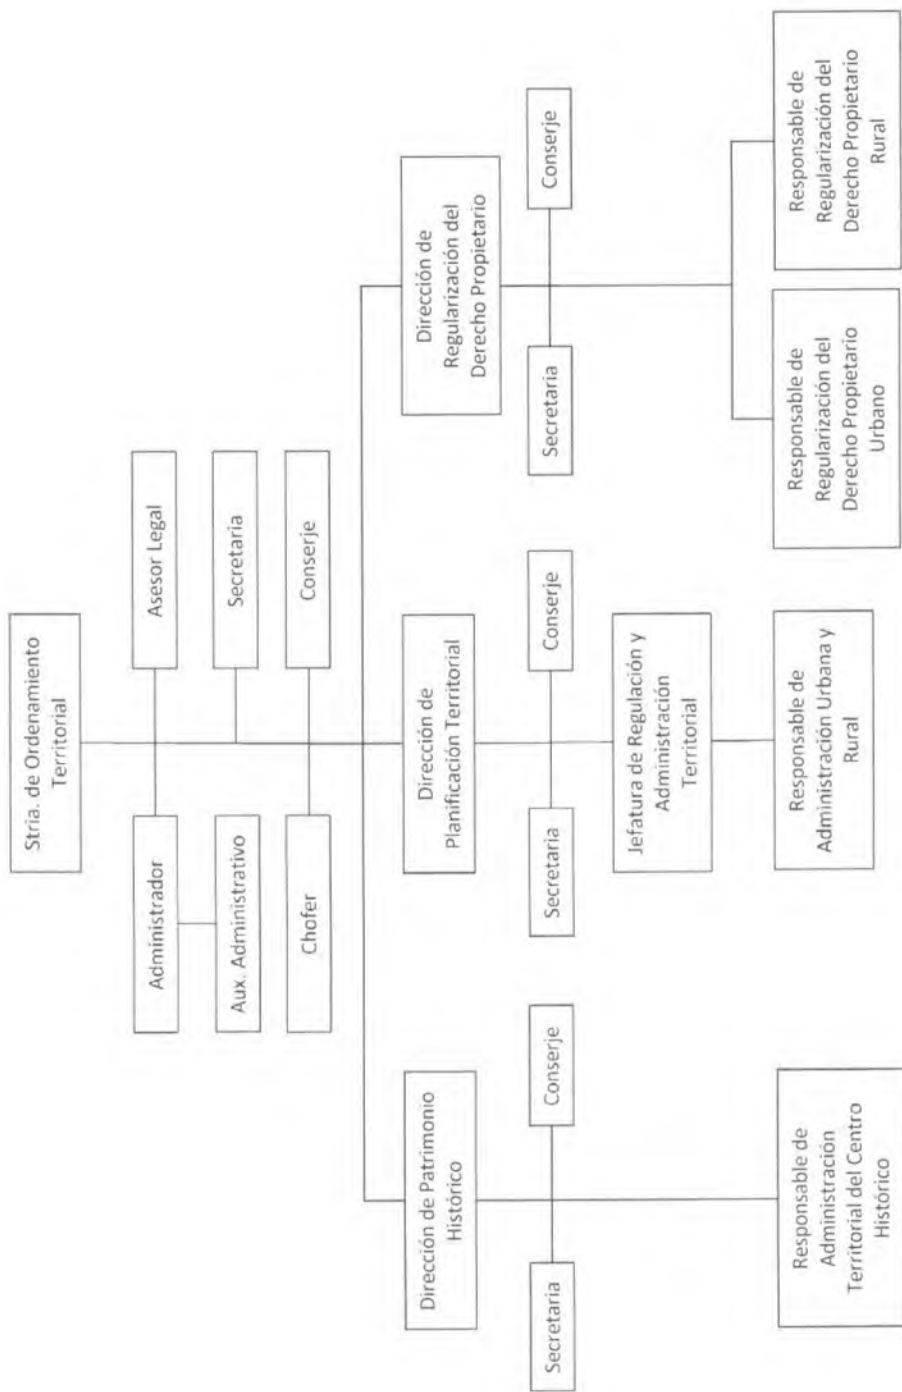 Stria. de Ordenamiento
Territorial
Administrador
Asesor Legal
Aux. Administrativo
Secretaria
Chofer
Conserje
Dirección de Patrimonio
Histórico
Dirección de
Planificación Territorial
Dirección de
Regularización del
Derecho Propietario
Secretaria
Conserje
Secretaria
Conserje
Secretaria
Conserje
Jefatura de Regulación y
Administración
Territorial
Responsable de
Administración
Territorial del Centro
Histórico
Responsable de
Administración Urbana y
Rural
Responsable de
Regularización del
Derecho Propietario
Urbano
Responsable de
Regularización del
Derecho Propietario
Rural